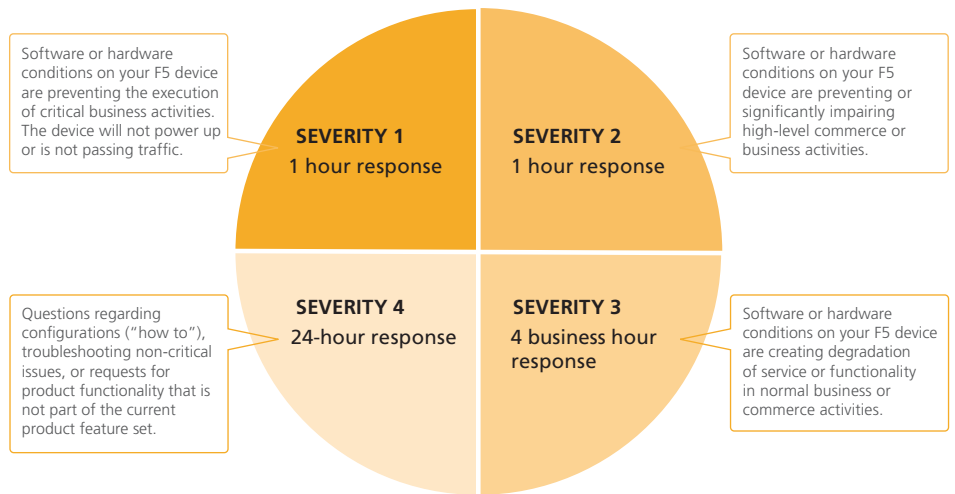 Software or hardware
conditions on your F5 device
are preventing the execution
of critical business activities.
The device will not power up
or is not passing traffic.
SEVERITY 1
1 hour response
SEVERITY 2
1 hour response
Software or hardware
conditions on your F5
device are preventing or
significantly impairing
high-level commerce or
business activities.
Questions regarding
configurations (“how to”),
troubleshooting non-critical
issues, or requests for
product functionality that is
not part of the current
product feature set.
SEVERITY 4
24-hour response
SEVERITY 3
4 business hour
response
Software or hardware
conditions on your F5 device
are creating degradation
of service or functionality
in normal business or
commerce activities.